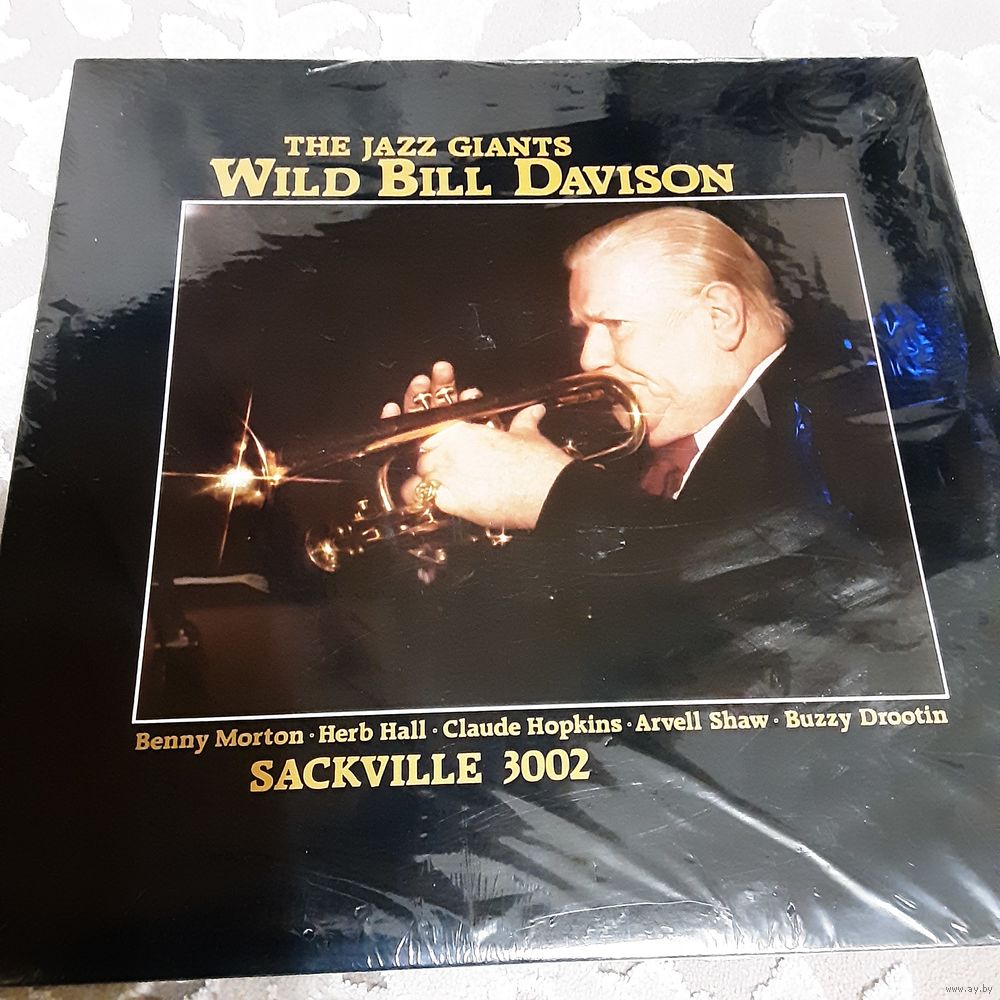 THE JAZZ GIANTS
WILD BILL DAVISON
Benny Morton · Herb Hall · Claude Hopkins · Arvell Shaw · Buzzy Drootin
SACKVILLE 3002
www.ay.by